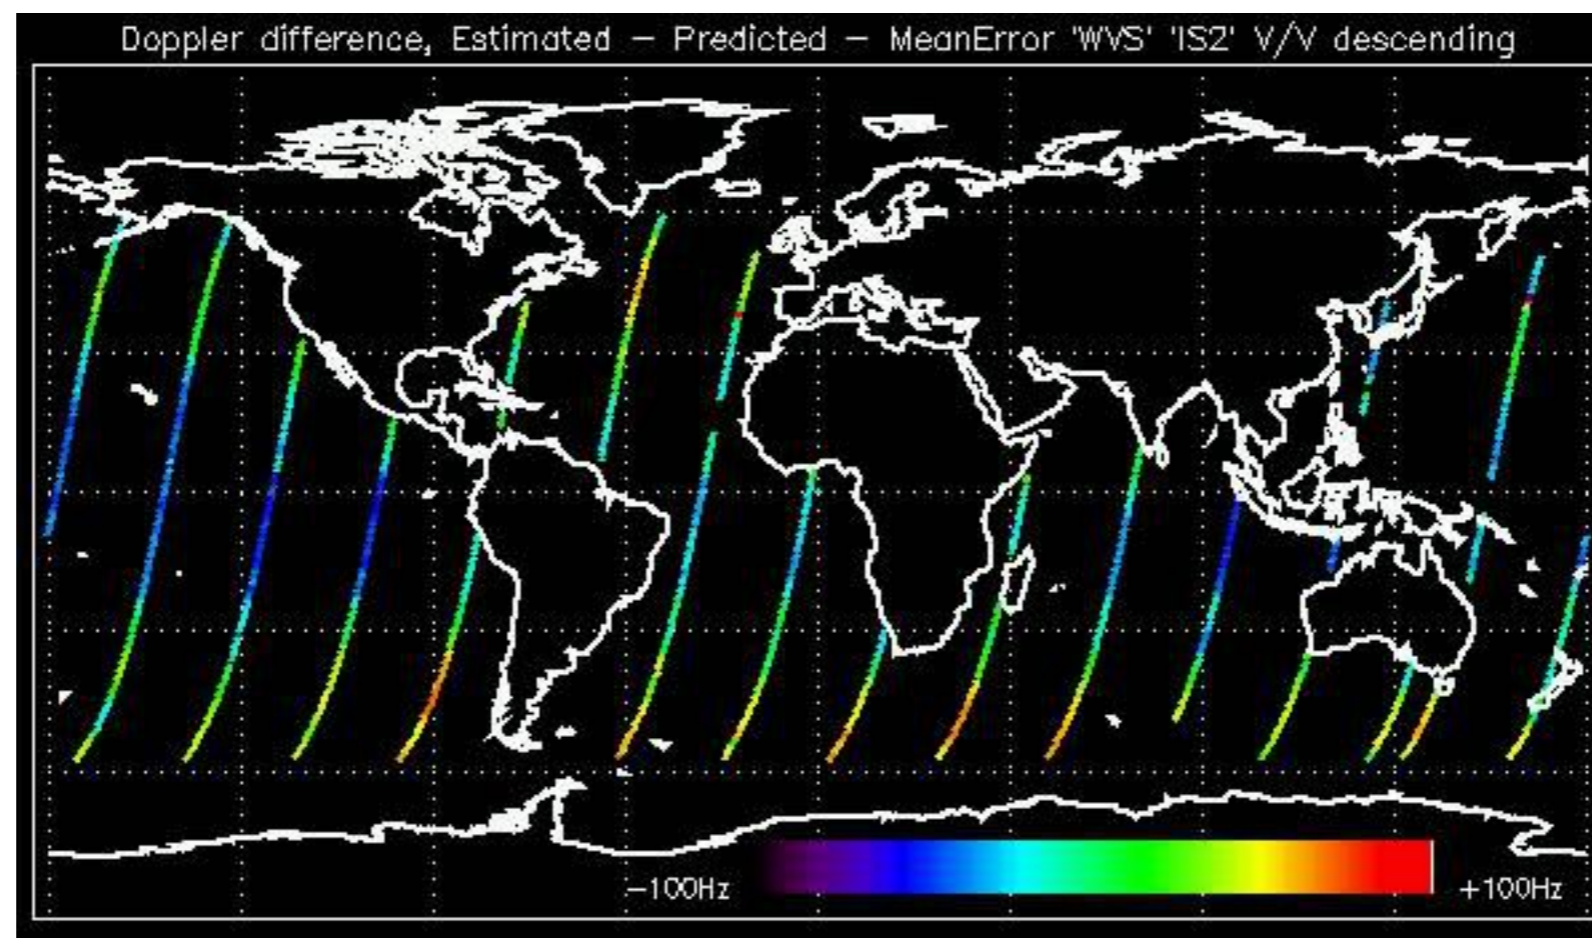 Doppler difference, Estimated – Predicted – MeanError 'WVS' 'IS2' V/V descending
–100Hz
+100Hz